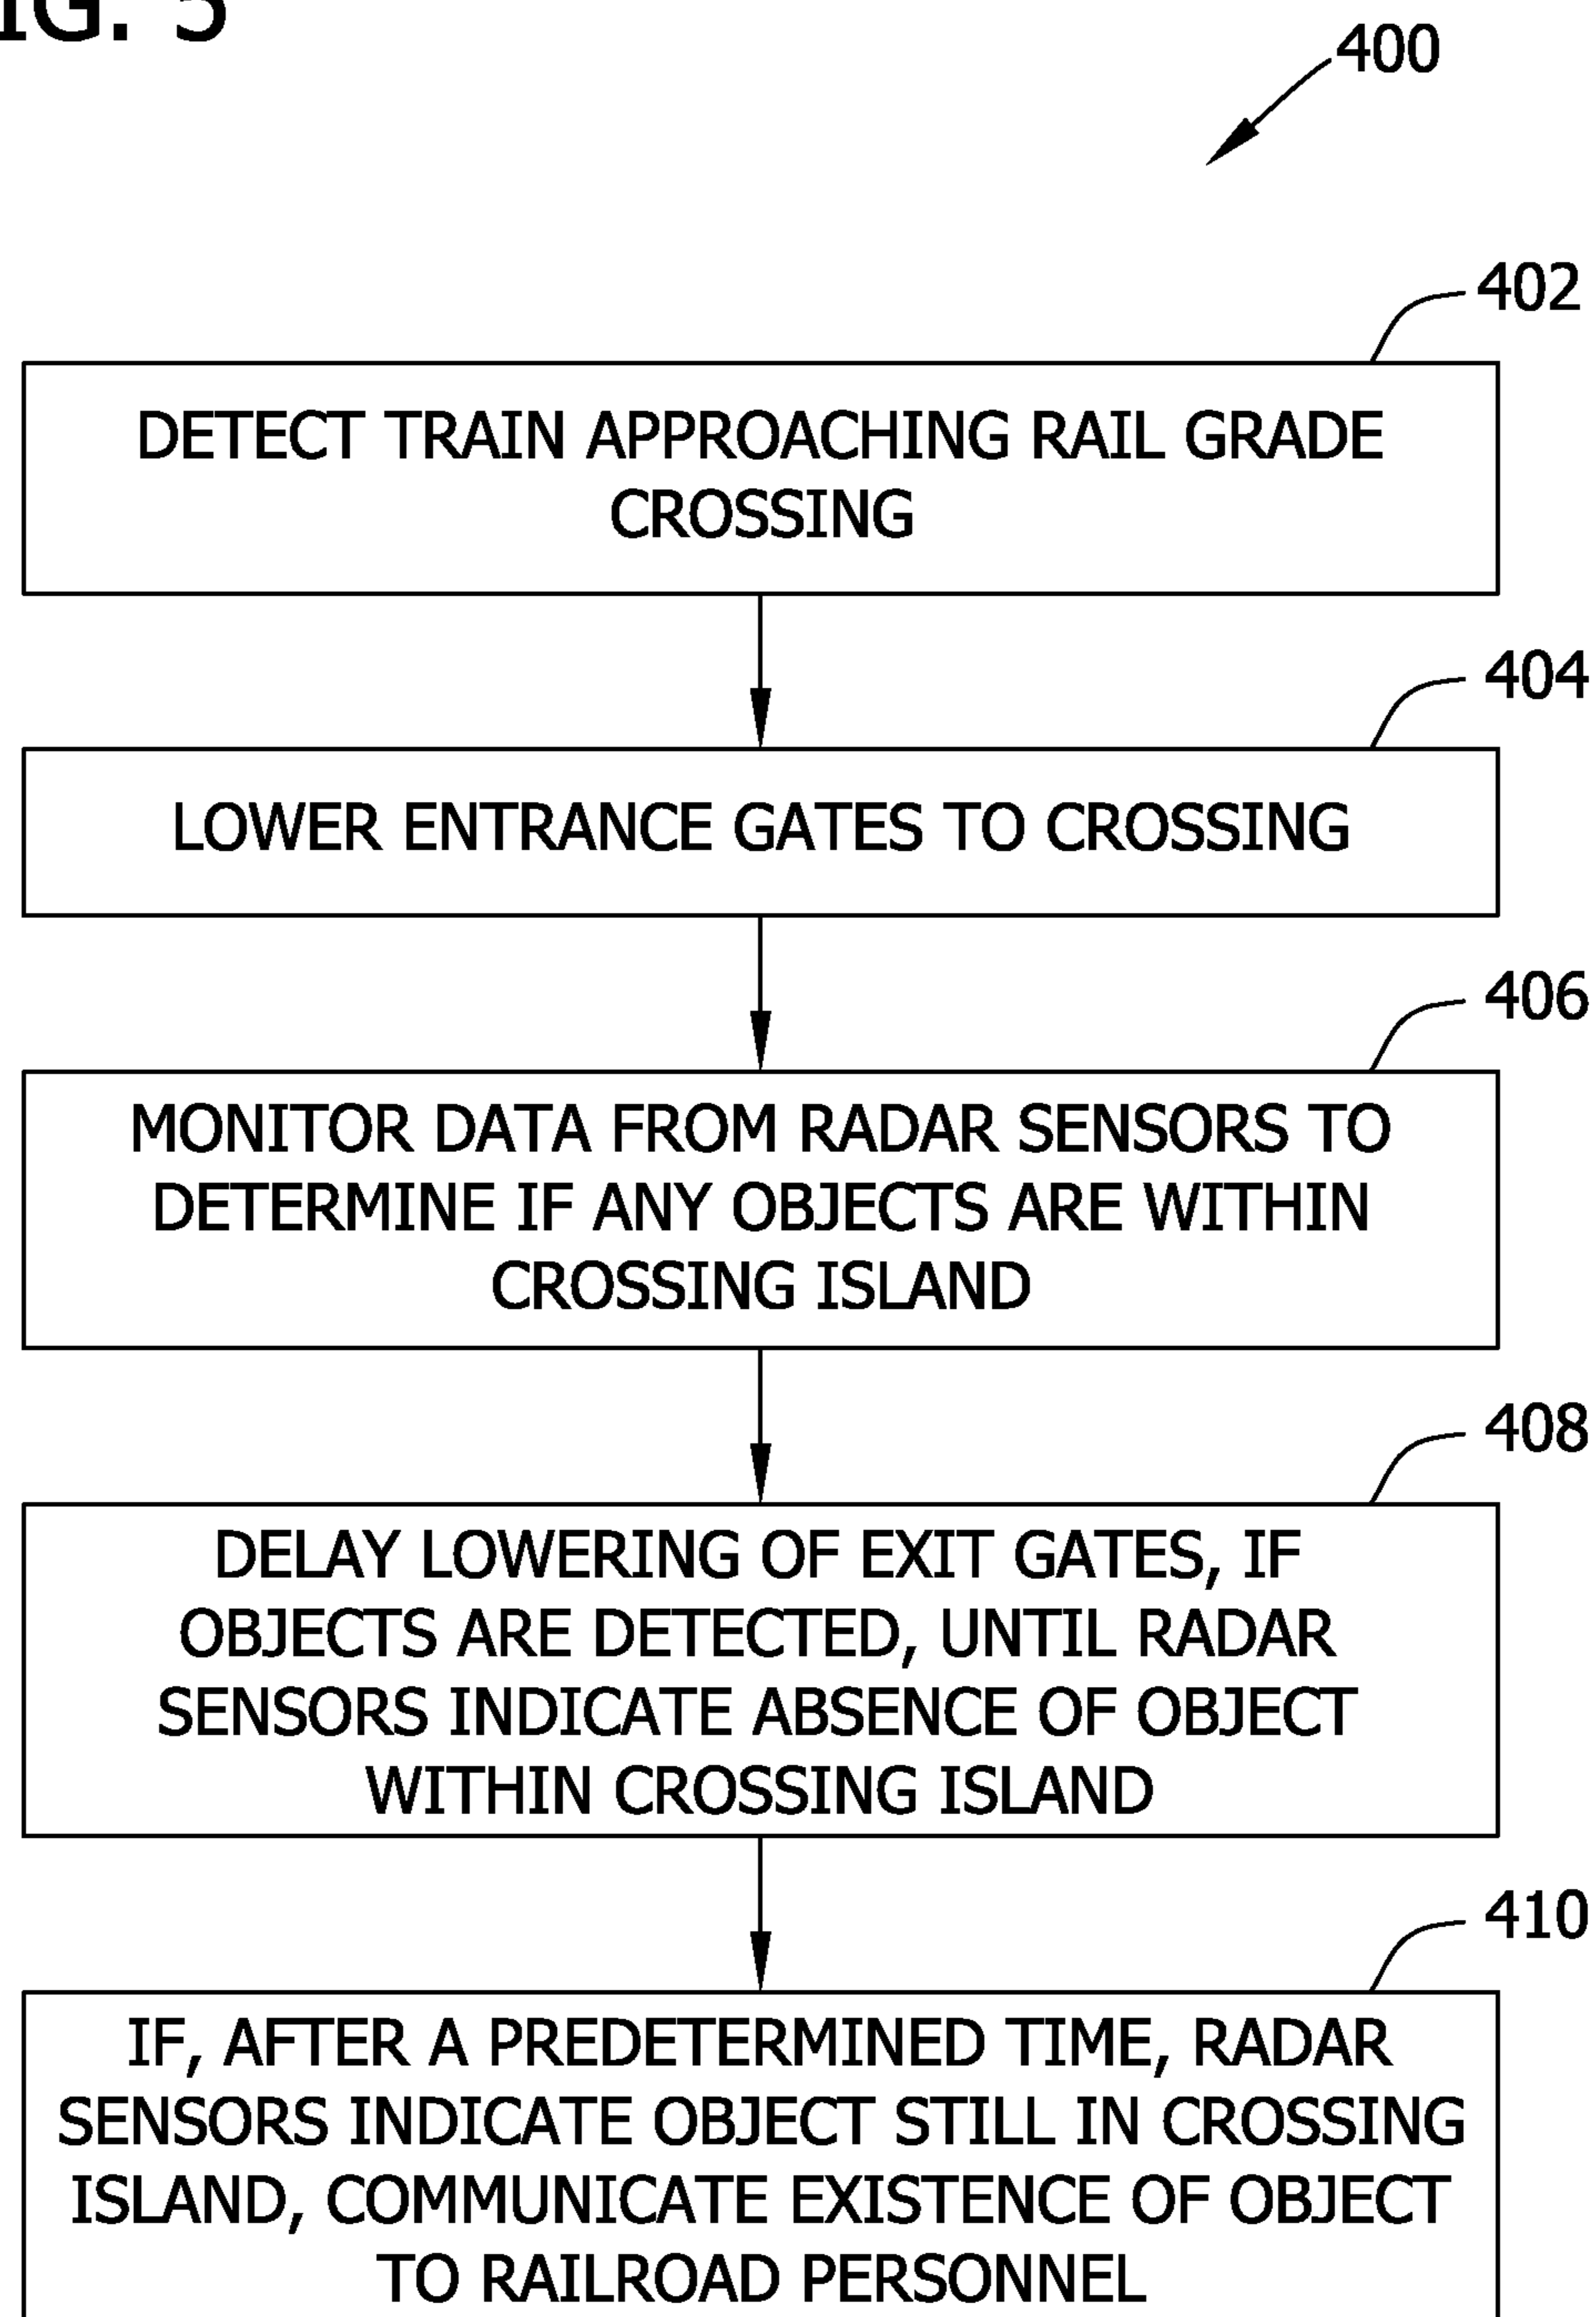 IG. 5
400
402
DETECT TRAIN APPROACHING RAIL GRADE
CROSSING
404
LOWER ENTRANCE GATES TO CROSSING
406
MONITOR DATA FROM RADAR SENSORS TO
DETERMINE IF ANY OBJECTS ARE WITHIN
CROSSING ISLAND
408
DELAY LOWERING OF EXIT GATES, IF
OBJECTS ARE DETECTED, UNTIL RADAR
SENSORS INDICATE ABSENCE OF OBJECT
WITHIN CROSSING ISLAND
410
IF, AFTER A PREDETERMINED TIME, RADAR
SENSORS INDICATE OBJECT STILL IN CROSSING
ISLAND, COMMUNICATE EXISTENCE OF OBJECT
TO RAILROAD PERSONNEL